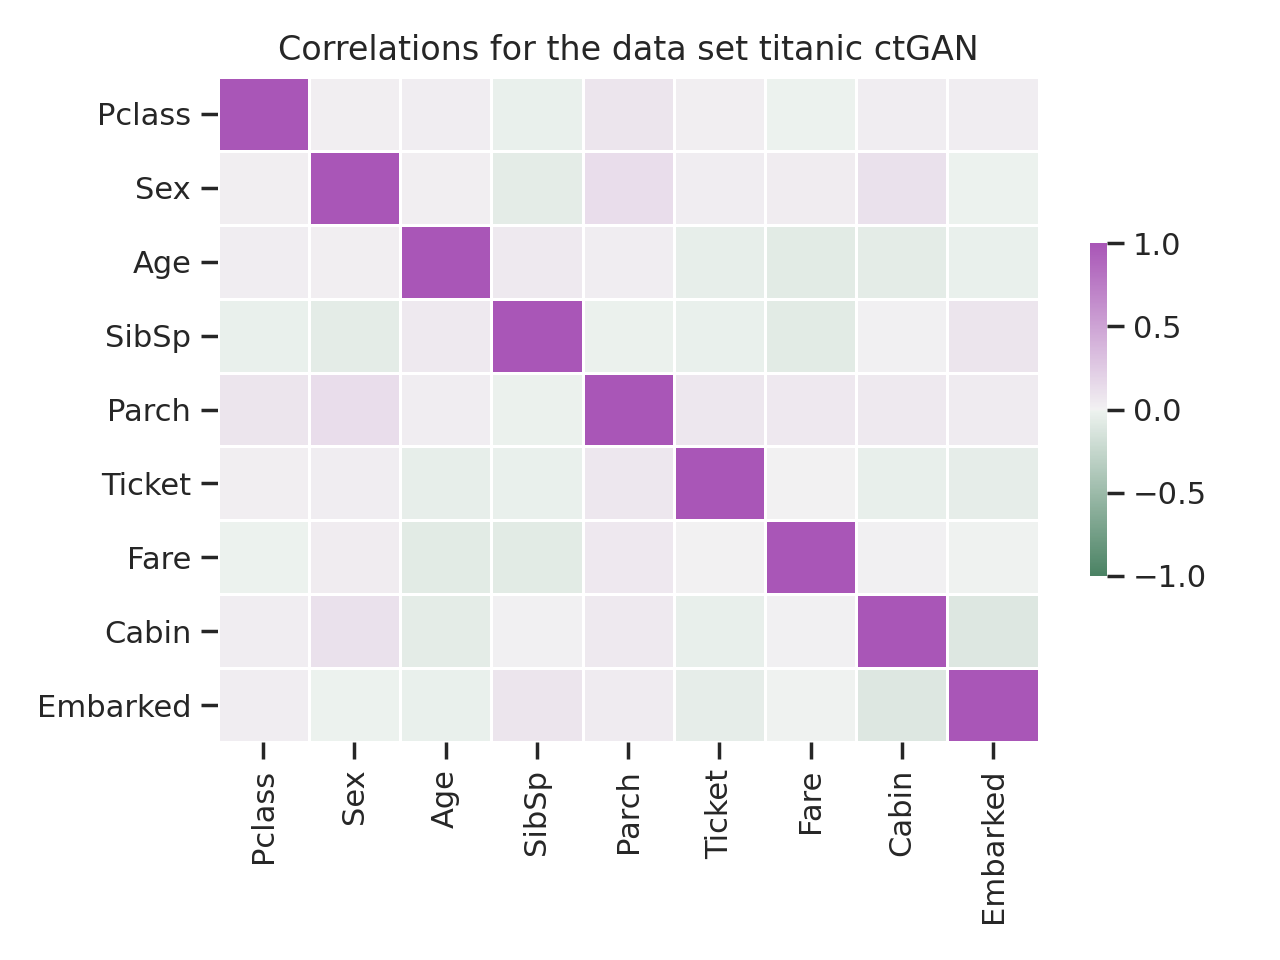 Correlations for the data set titanic ctGAN
Pclass
Sex
Age
SibSp
Parch
Ticket
Fare
Cabin
Embarked
Pclass
Sex
Age
SibSp
Parch
Ticket
Fare
Cabin
Embarked
1.0
0.5
0.0
−0.5
−1.0